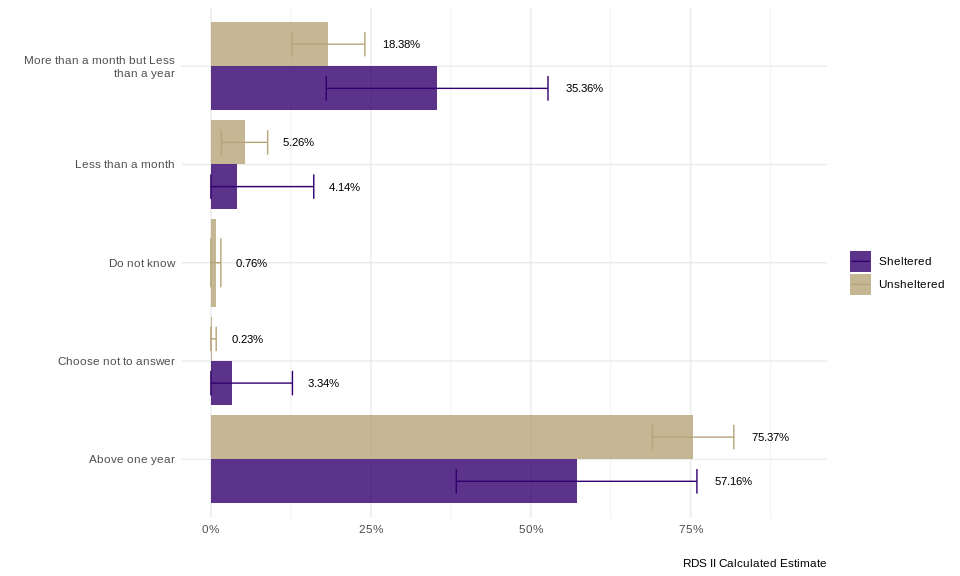 More than a month but Less
than a year
18.38%
35.36%
Less than a month
5.26%
4.14%
Do not know
0.76%
Choose not to answer
0.23%
3.34%
Above one year
75.37%
57.16%
0%
25%
50%
75%
RDS II Calculated Estimate
Sheltered
Unsheltered